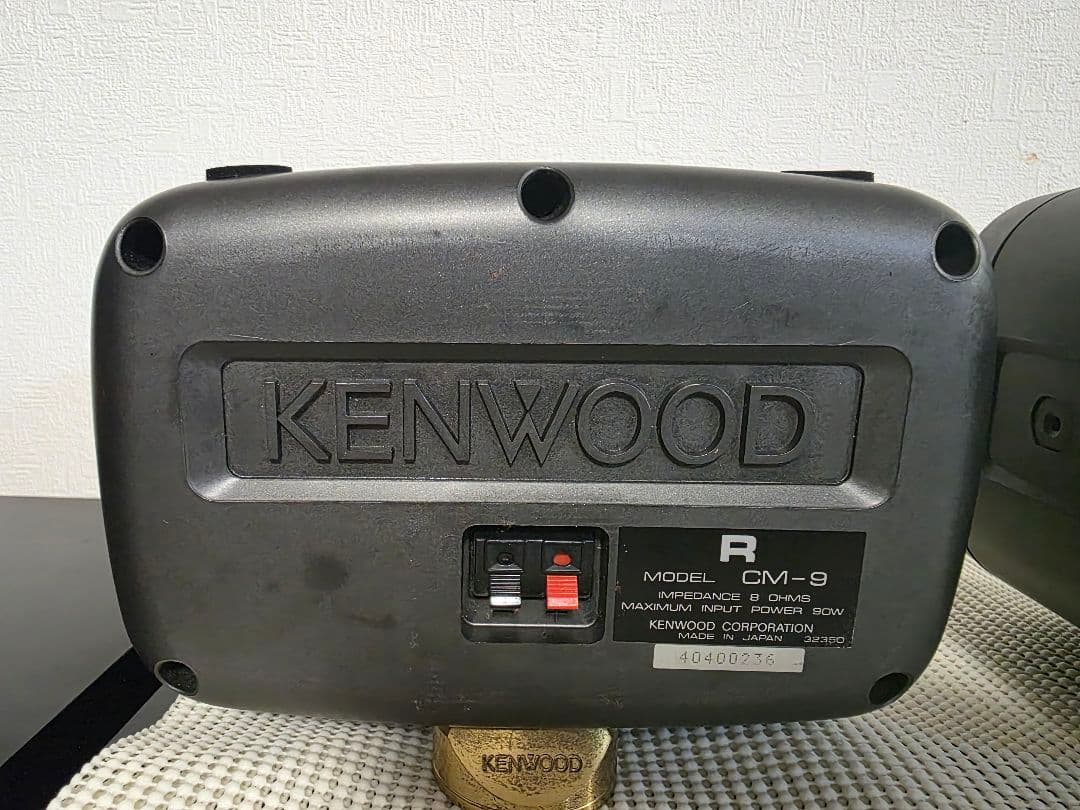 KENWOOD
R
MODEL CM-9
IMPEDANCE 8 OHMS
MAXIMUM INPUT POWER 90W
KENWOOD CORPORATION
MADE IN JAPAN 32350
40400236
KENWOOD